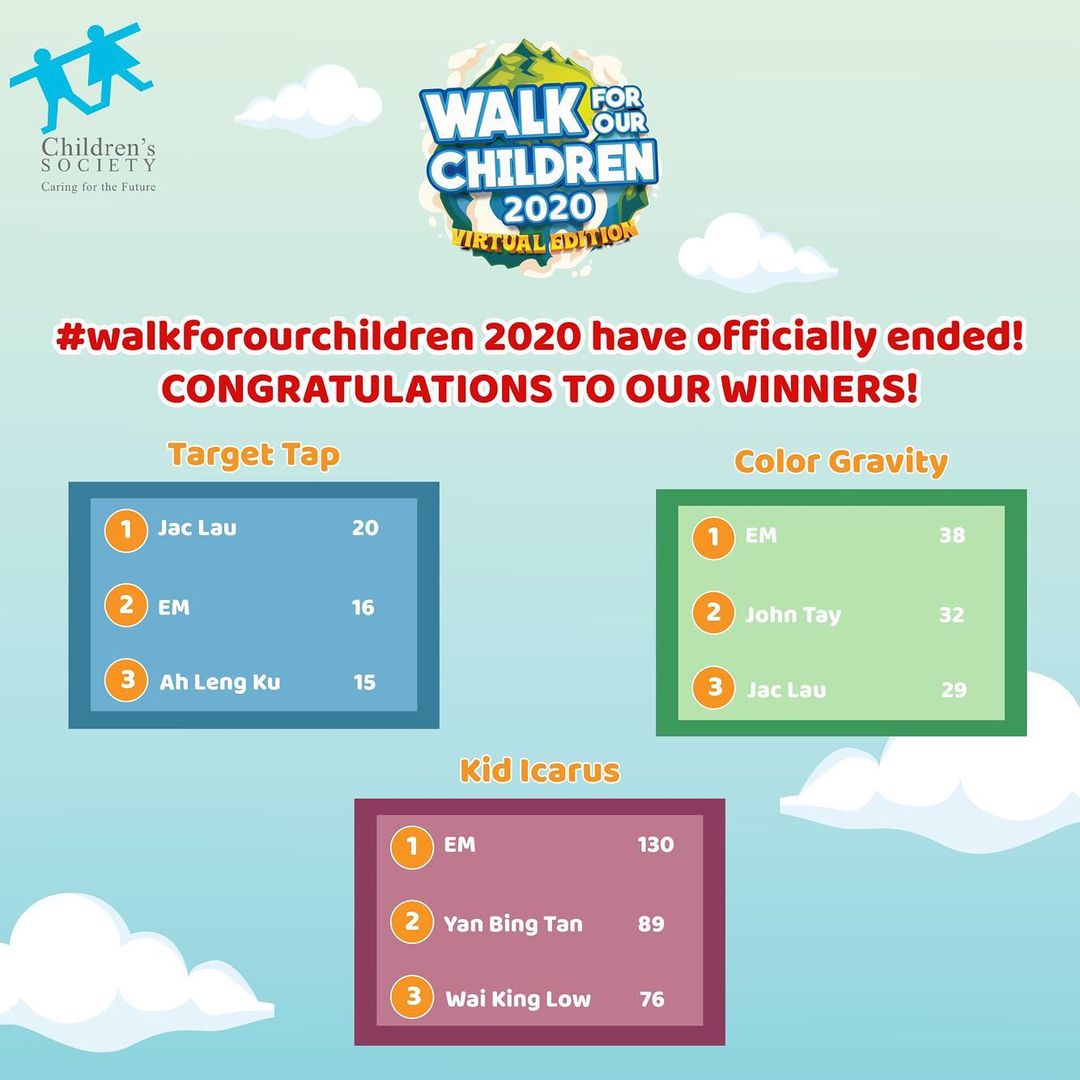 Children's
SOCIETY
Caring for the Future
WALK FOR OUR
CHILDREN
2020
VIRTUAL EDITION
#walkforourchildren 2020 have officially ended!
CONGRATULATIONS TO OUR WINNERS!
Target Tap
1 Jac Lau 20
2 EM 16
3 Ah Leng Ku 15
Color Gravity
1 EM 38
2 John Tay 32
3 Jac Lau 29
Kid Icarus
1 EM 130
2 Yan Bing Tan 89
3 Wai King Low 76